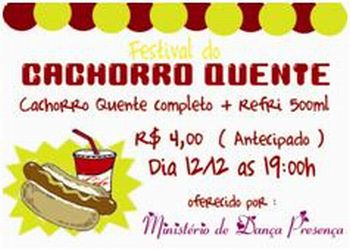 Festival do
CACHORRO QUENTE
Cachorro Quente completo + Refri 500ml
R$ 4,00 ( Antecipado )
Dia 12/12 as 19:00h
oferecido por :
Ministério de Dança Presença